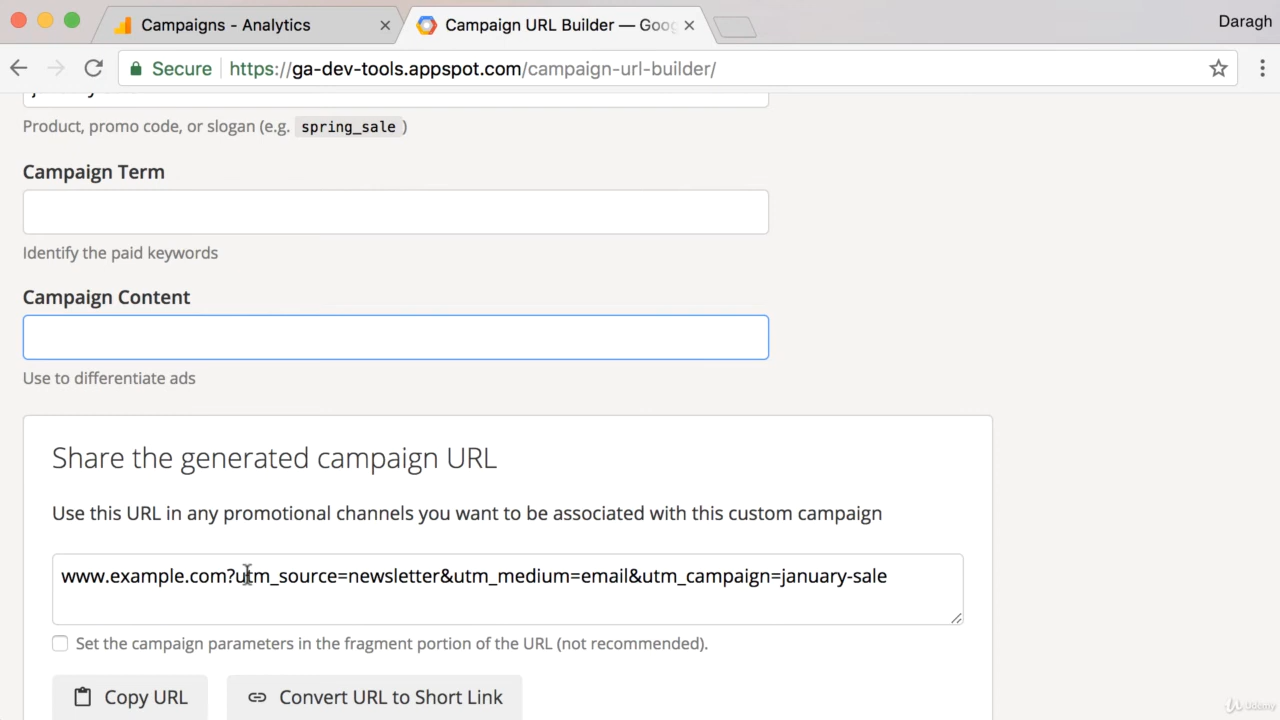 Campaigns - Analytics
Campaign URL Builder — Goog
Daragh
Secure https://ga-dev-tools.appspot.com/campaign-url-builder/
Product, promo code, or slogan (e.g. spring_sale )
Campaign Term
Identify the paid keywords
Campaign Content
Use to differentiate ads
Share the generated campaign URL
Use this URL in any promotional channels you want to be associated with this custom campaign
www.example.com?utm_source=newsletter&utm_medium=email&utm_campaign=january-sale
Set the campaign parameters in the fragment portion of the URL (not recommended).
Copy URL
Convert URL to Short Link
Udemy